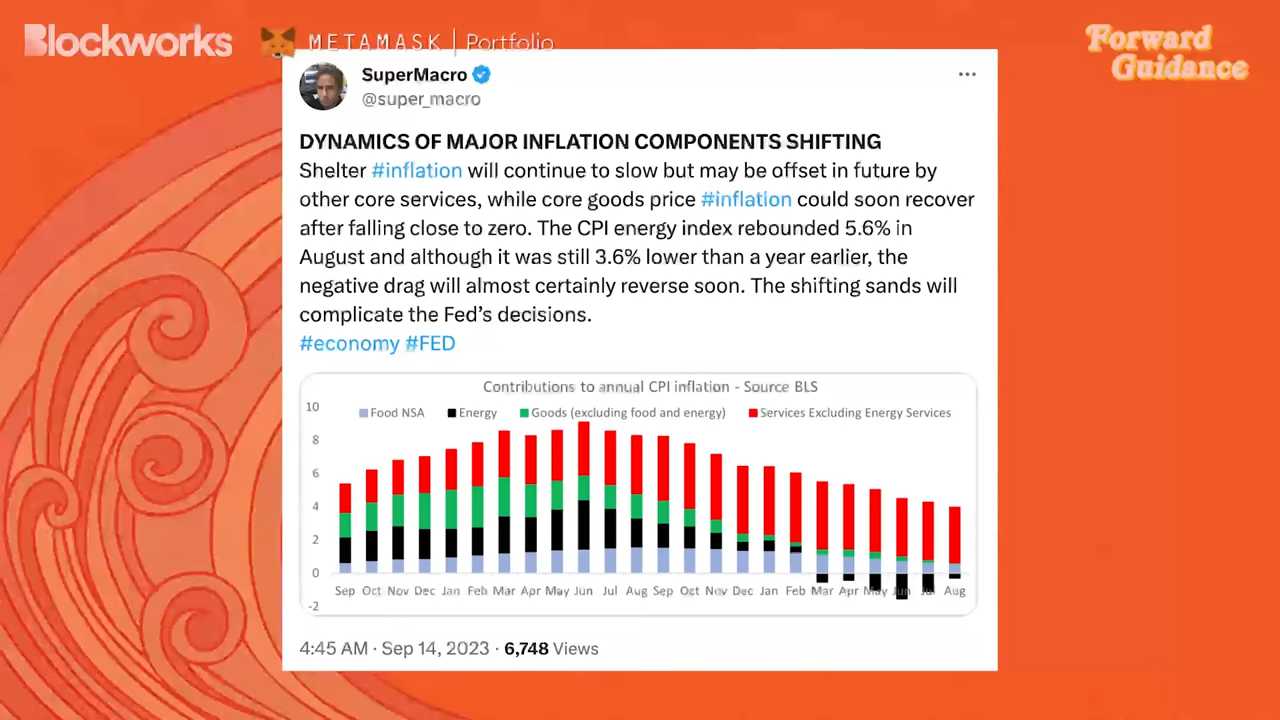 Blockworks
METAMASK | Portfolio
Forward
Guidance
SuperMacro
@super_macro
DYNAMICS OF MAJOR INFLATION COMPONENTS SHIFTING
Shelter #inflation will continue to slow but may be offset in future by
other core services, while core goods price #inflation could soon recover
after falling close to zero. The CPI energy index rebounded 5.6% in
August and although it was still 3.6% lower than a year earlier, the
negative drag will almost certainly reverse soon. The shifting sands will
complicate the Fed's decisions.
#economy #FED
Contributions to annual CPI inflation - Source BLS
Food NSA Energy Goods (excluding food and energy) Services Excluding Energy Services
10
8
6
4
2
0
-2
Sep Oct Nov Dec Jan Feb Mar Apr May Jun Jul Aug Sep Oct Nov Dec Jan Feb Mar Apr May Jun Jul Aug
4:45 AM · Sep 14, 2023 · 6,748 Views